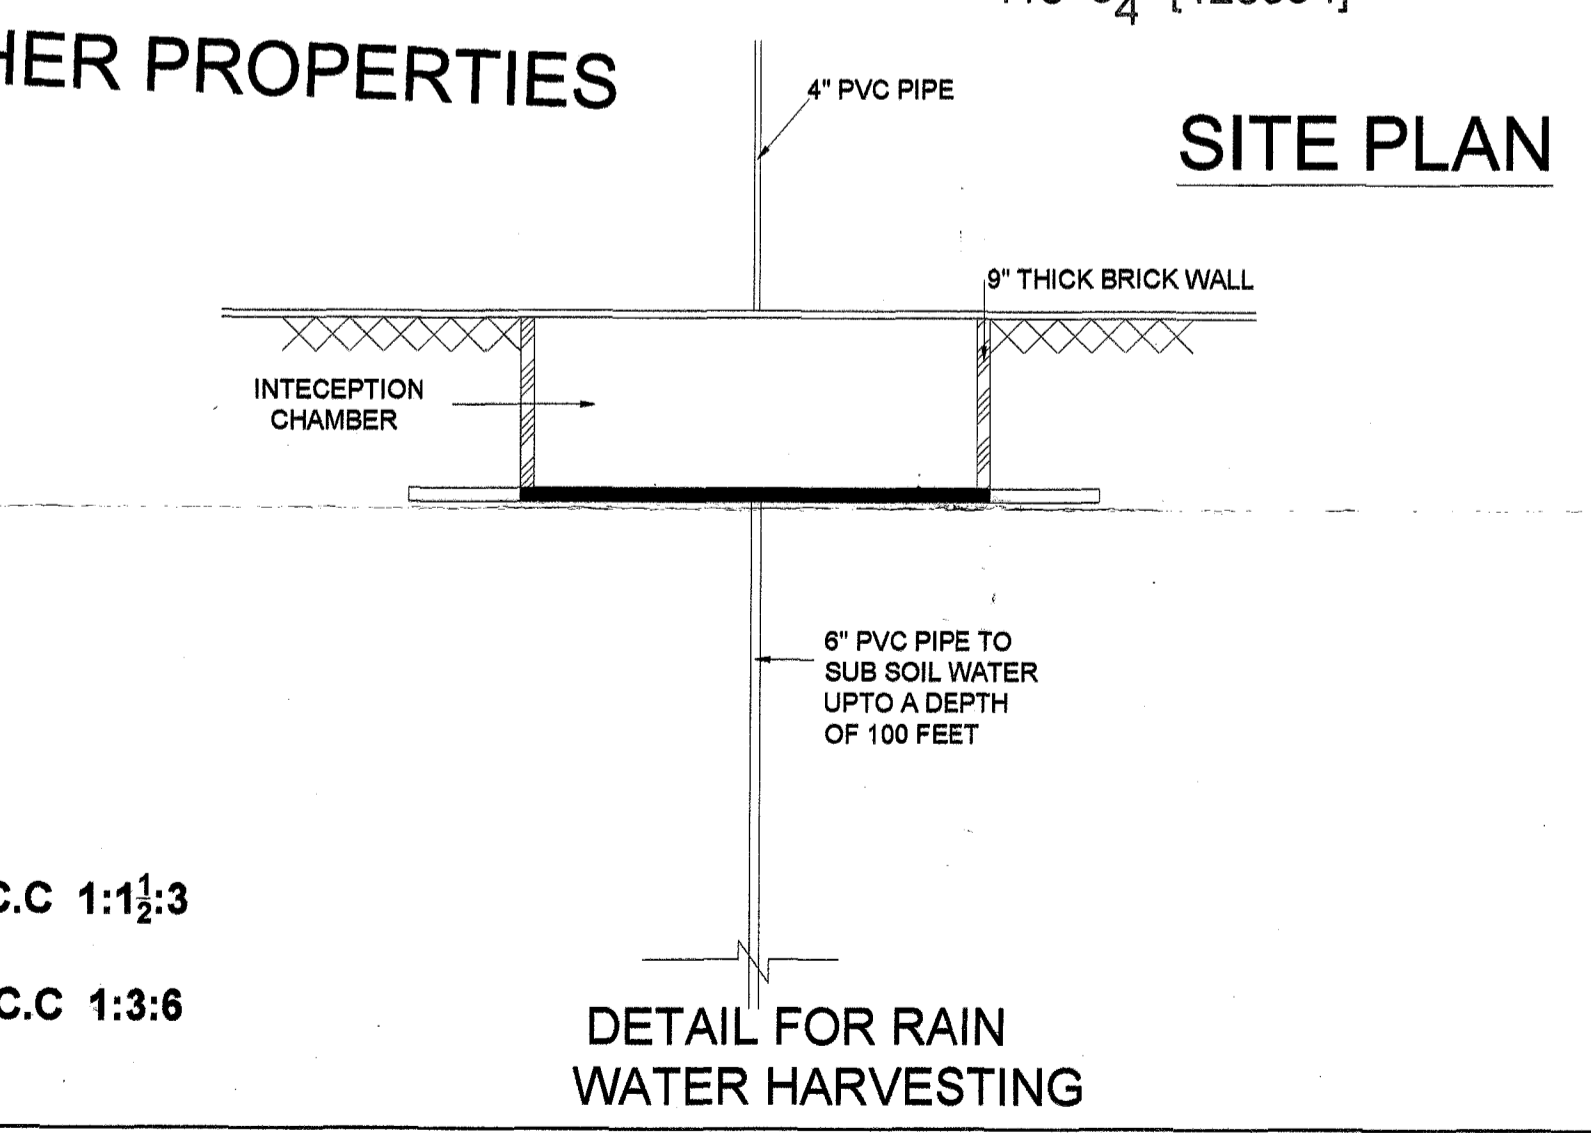 HER PROPERTIES
4" PVC PIPE
SITE PLAN
9" THICK BRICK WALL
INTECEPTION
CHAMBER
6" PVC PIPE TO
SUB SOIL WATER
UPTO A DEPTH
OF 100 FEET
C.C 1:1½:3
C.C 1:3:6
DETAIL FOR RAIN
WATER HARVESTING